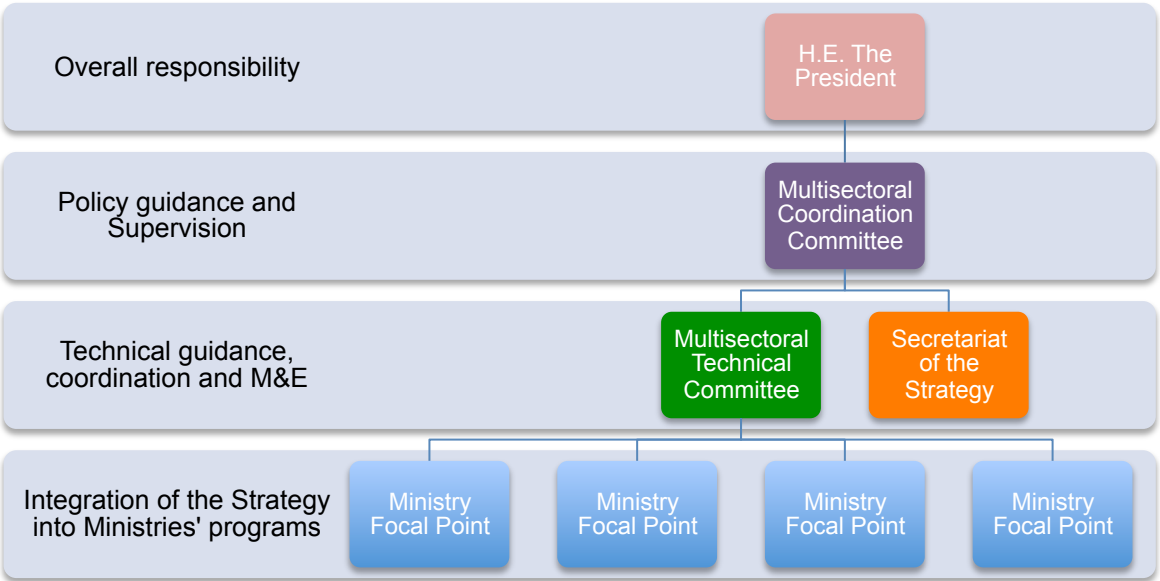 Overall responsibility
H.E. The
President
Policy guidance and
Supervision
Multisectoral
Coordination
Committee
Technical guidance,
coordination and M&E
Multisectoral
Technical
Committee
Secretariat
of the
Strategy
Integration of the Strategy
into Ministries' programs
Ministry
Focal Point
Ministry
Focal Point
Ministry
Focal Point
Ministry
Focal Point